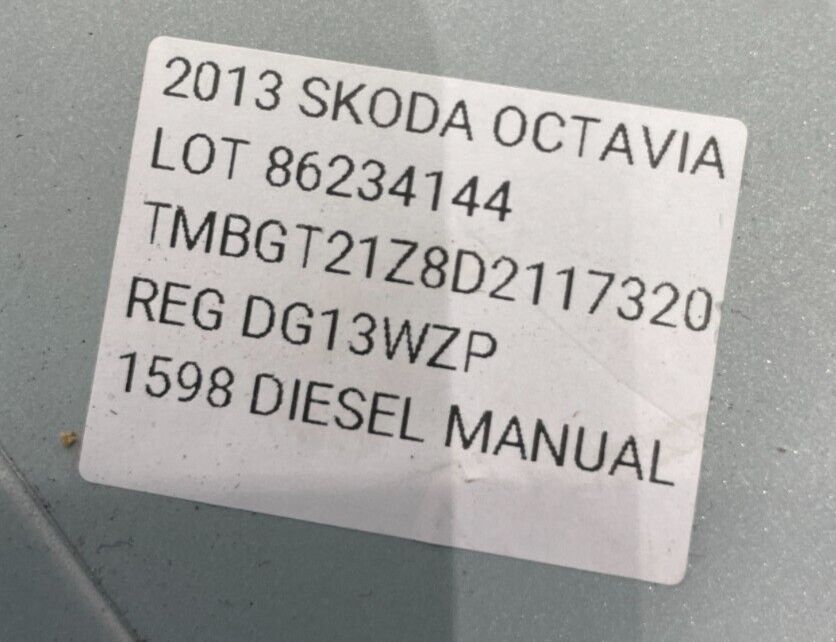 2013 SKODA OCTAVIA
LOT 86234144
TMBGT21Z8D2117320
REG DG13WZP
1598 DIESEL MANUAL